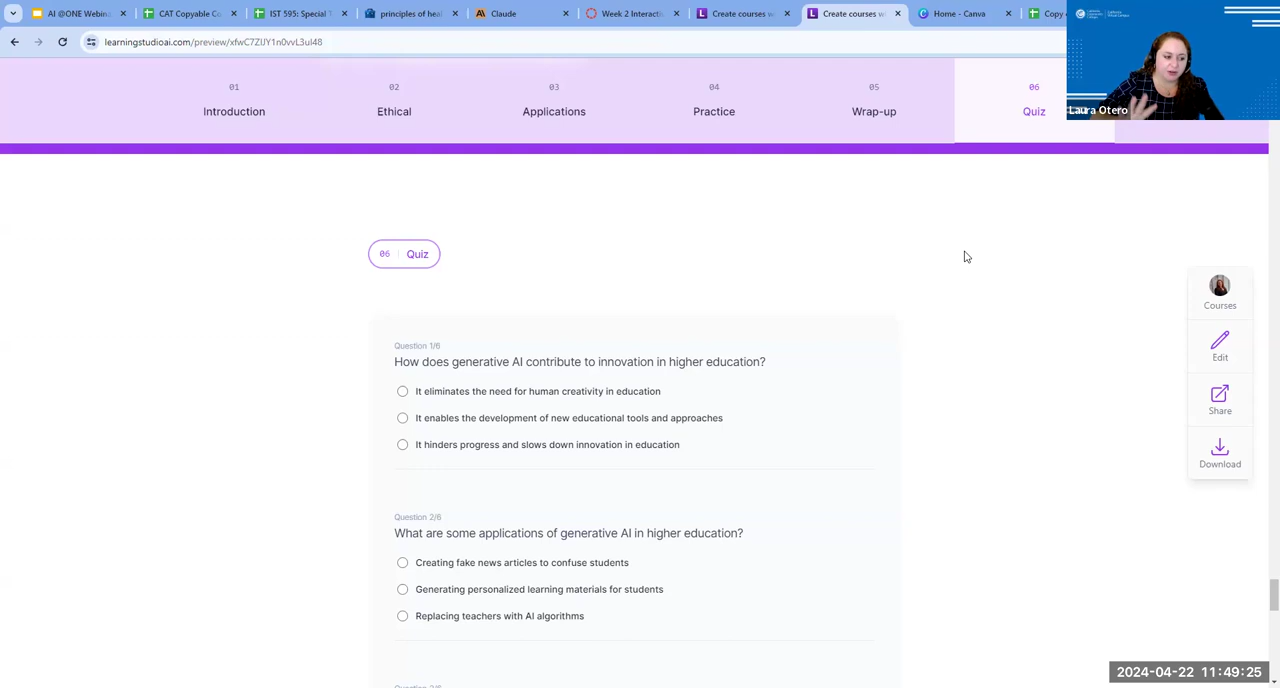 AI @ONE Webinc
CAT Copyable Co
IST 595: Special T
Principles of heal
Claude
Week 2 Interacti
Create courses w
Create courses w
Home - Canva
Copy
learningstudioai.com/preview/xfwC7ZlJY1n0vvL3ul48
01
02
03
04
05
06
Introduction
Ethical
Applications
Practice
Wrap-up
Quiz
Laura Otero
06 | Quiz
Courses
Edit
Share
Download
Question 1/6
How does generative AI contribute to innovation in higher education?
It eliminates the need for human creativity in education
It enables the development of new educational tools and approaches
It hinders progress and slows down innovation in education
Question 2/6
What are some applications of generative AI in higher education?
Creating fake news articles to confuse students
Generating personalized learning materials for students
Replacing teachers with AI algorithms
2024-04-22 11:49:25